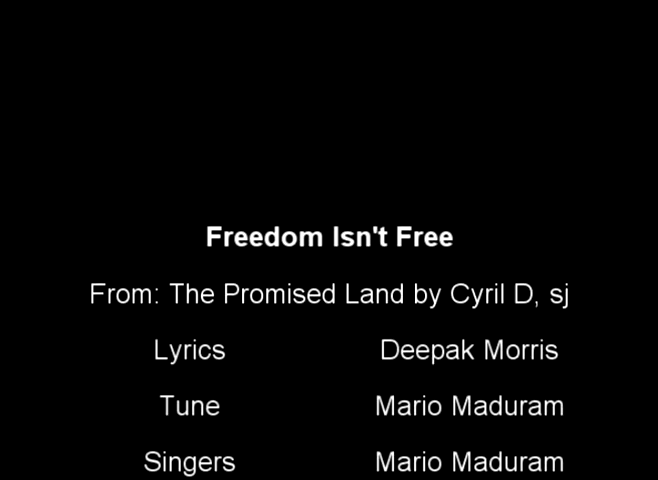 Freedom Isn't Free
From: The Promised Land by Cyril D, sj
Lyrics Deepak Morris
Tune Mario Maduram
Singers Mario Maduram